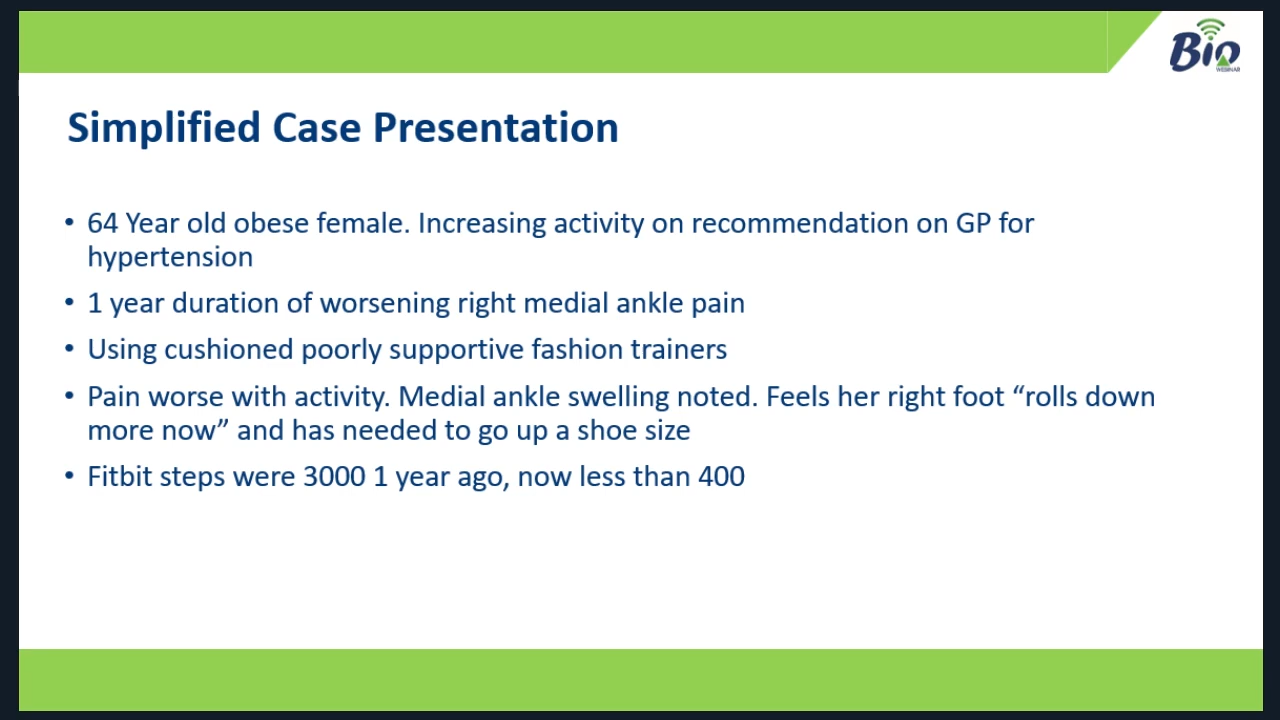 Bio
WEBINAR
Simplified Case Presentation
• 64 Year old obese female. Increasing activity on recommendation on GP for
hypertension
• 1 year duration of worsening right medial ankle pain
• Using cushioned poorly supportive fashion trainers
• Pain worse with activity. Medial ankle swelling noted. Feels her right foot “rolls down
more now” and has needed to go up a shoe size
• Fitbit steps were 3000 1 year ago, now less than 400